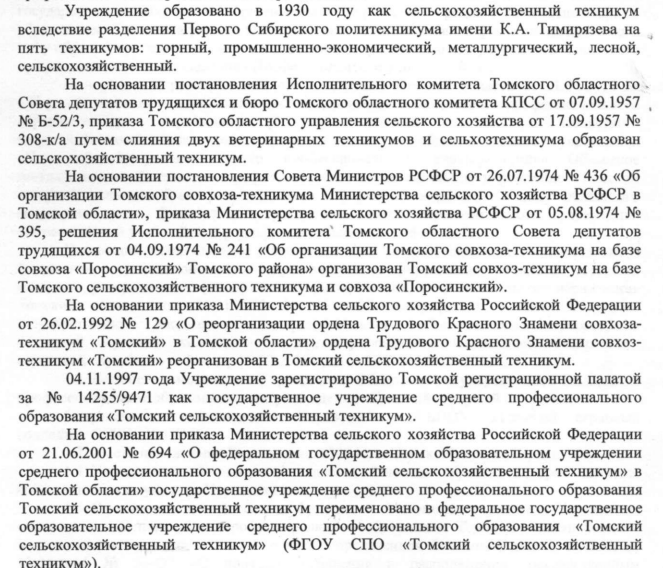 Учреждение образовано в 1930 году как сельскохозяйственный техникум
вследствие разделения Первого Сибирского политехникума имени К.А. Тимирязева на
пять техникумов: горный, промышленно-экономический, металлургический, лесной,
сельскохозяйственный.
На основании постановления Исполнительного комитета Томского областного
Совета депутатов трудящихся и бюро Томского областного комитета КПСС от 07.09.1957
№ Б-52/3, приказа Томского областного управления сельского хозяйства от 17.09.1957 №
308-к/а путем слияния двух ветеринарных техникумов и сельхозтехникума образован
сельскохозяйственный техникум.
На основании постановления Совета Министров РСФСР от 26.07.1974 № 436 «Об
организации Томского совхоза-техникума Министерства сельского хозяйства РСФСР в
Томской области», приказа Министерства сельского хозяйства РСФСР от 05.08.1974 №
395, решения Исполнительного комитета Томского областного Совета депутатов
трудящихся от 04.09.1974 № 241 «Об организации Томского совхоза-техникума на базе
совхоза «Поросинский» Томского района» организован Томский совхоз-техникум на базе
Томского сельскохозяйственного техникума и совхоза «Поросинский».
На основании приказа Министерства сельского хозяйства Российской Федерации
от 26.02.1992 № 129 «О реорганизации ордена Трудового Красного Знамени совхоза-
техникум «Томский» в Томской области» ордена Трудового Красного Знамени совхоз-
техникум «Томский» реорганизован в Томский сельскохозяйственный техникум.
04.11.1997 года Учреждение зарегистрировано Томской регистрационной палатой
за № 14255/9471 как государственное учреждение среднего профессионального
образования «Томский сельскохозяйственный техникум».
На основании приказа Министерства сельского хозяйства Российской Федерации
от 21.06.2001 № 694 «О федеральном государственном образовательном учреждении
среднего профессионального образования «Томский сельскохозяйственный техникум» в
Томской области» государственное учреждение среднего профессионального образования
Томский сельскохозяйственный техникум переименовано в федеральное государственное
образовательное учреждение среднего профессионального образования «Томский
сельскохозяйственный техникум» (ФГОУ СПО «Томский сельскохозяйственный
техникум»).